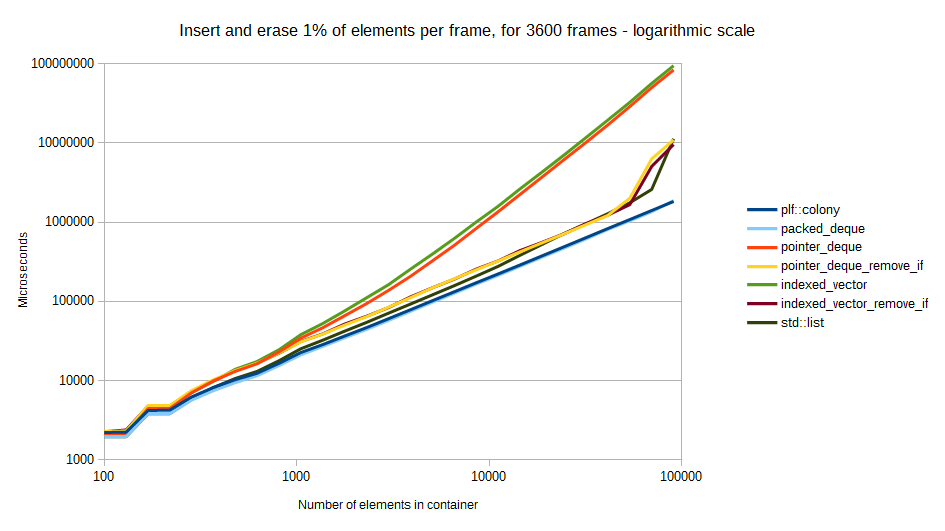 Insert and erase 1% of elements per frame, for 3600 frames - logarithmic scale
100000000
10000000
1000000
100000
10000
1000
Microseconds
100
1000
10000
100000
Number of elements in container
plf::colony
packed_deque
pointer_deque
pointer_deque_remove_if
indexed_vector
indexed_vector_remove_if
std::list